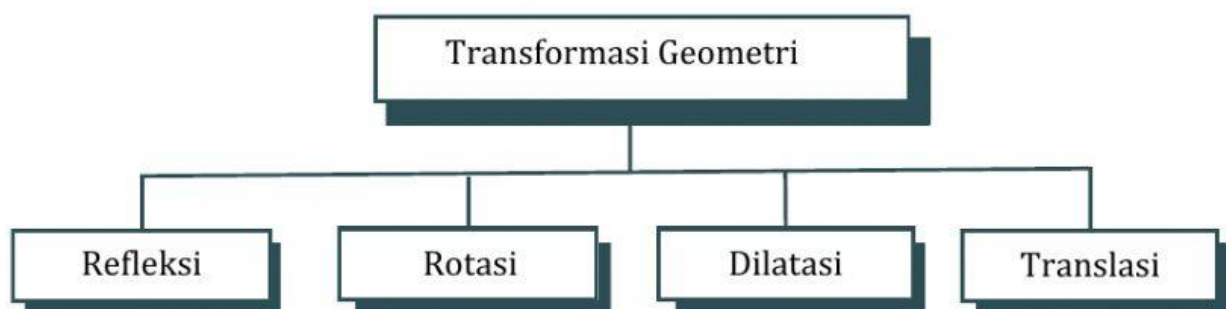 Transformasi Geometri
Refleksi
Rotasi
Dilatasi
Translasi